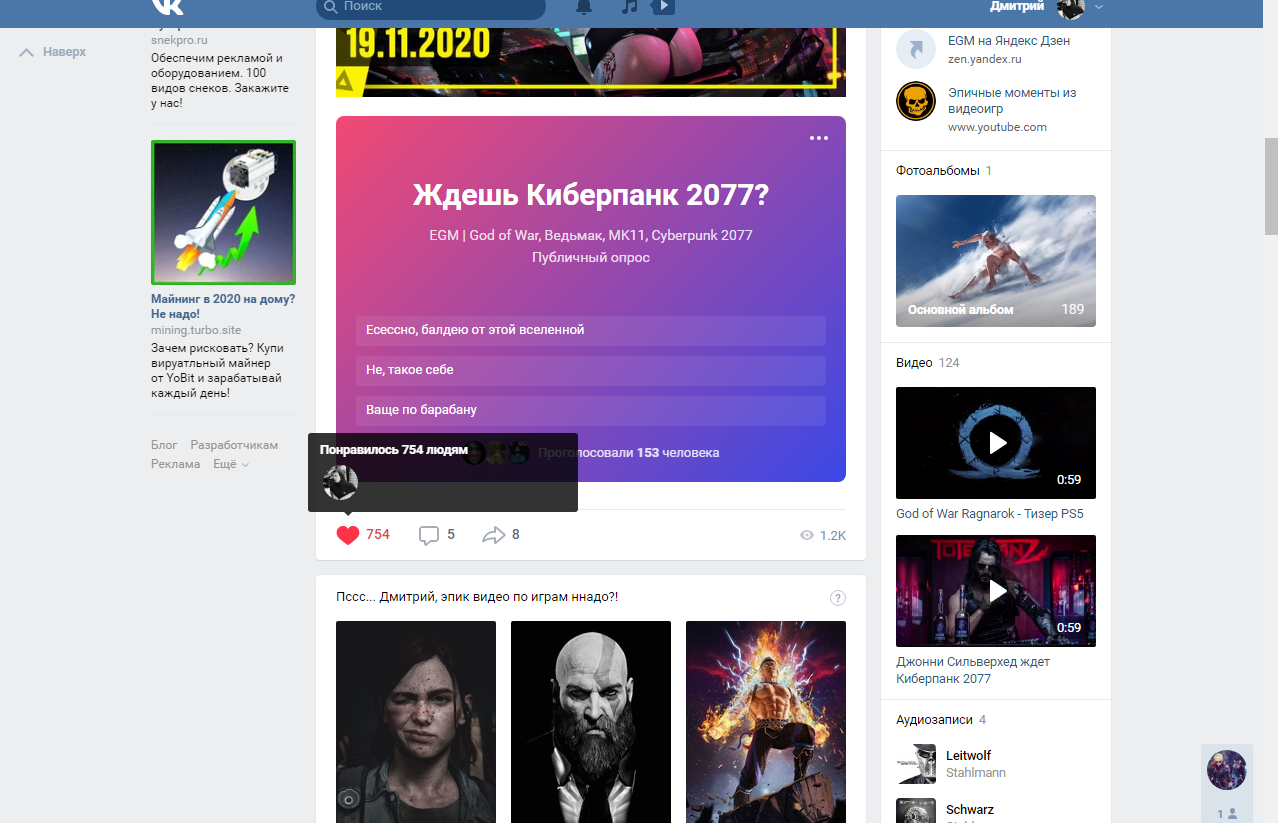 Поиск
Дмитрий
Наверх
snekpro.ru
Обеспечим рекламой и
оборудованием. 100
видов снеков. Закажите
у нас!
Майнинг в 2020 на дому?
Не надо!
mining.turbo.site
Зачем рисковать? Купи
вируатльный майнер
от YoBit и зарабатывай
каждый день!
Блог Разработчикам
Реклама Ещё
19.11.2020
Ждешь Киберпанк 2077?
EGM | God of War, Ведьмак, MK11, Cyberpunk 2077
Публичный опрос
Есессно, балдею от этой вселенной
Не, такое себе
Ваще по барабану
Проголосовали 153 человека
Понравилось 754 людям
754 5 8 1.2K
Пссс... Дмитрий, эпик видео по играм ннадо?!
?
EGM на Яндекс Дзен
zen.yandex.ru
Эпичные моменты из
видеоигр
www.youtube.com
Фотоальбомы 1
Основной альбом 189
Видео 124
0:59
God of War Ragnarok - Тизер PS5
0:59
Джонни Сильверхед ждет
Киберпанк 2077
Аудиозаписи 4
Leitwolf
Stahlmann
Schwarz
1